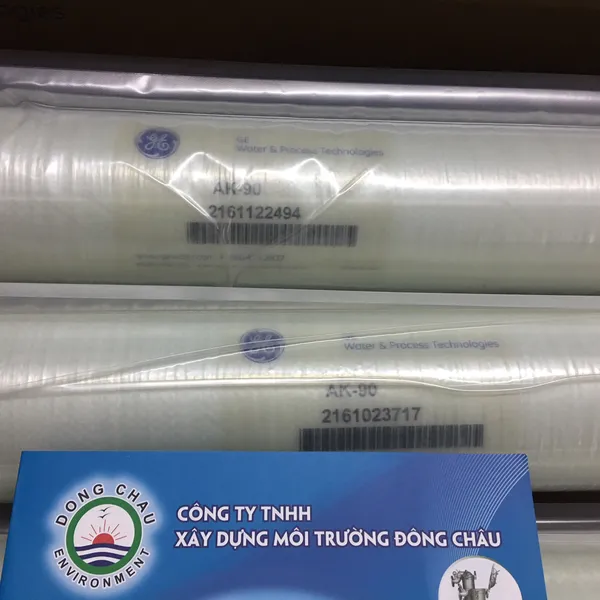 GE
Water & Process Technologies
AK-90
2161122494
GE
Water & Process Technologies
AK-90
2161023717
DONG CHAU
ENVIRONMENT
CÔNG TY TNHH
XÂY DỰNG MÔI TRƯỜNG ĐÔNG CHÂU